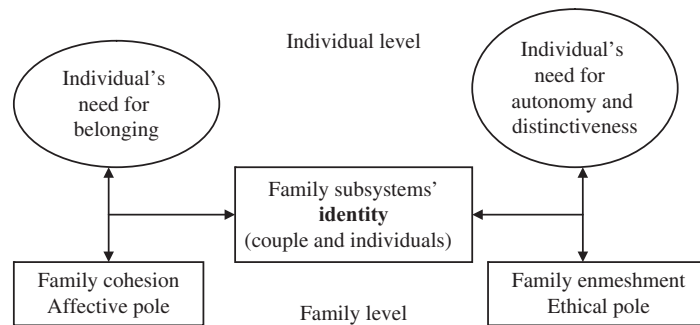 Individual level
Individual's
need for
belonging
Individual's
need for
autonomy and
distinctiveness
Family subsystems'
identity
(couple and individuals)
Family cohesion
Affective pole
Family enmeshment
Ethical pole
Family level